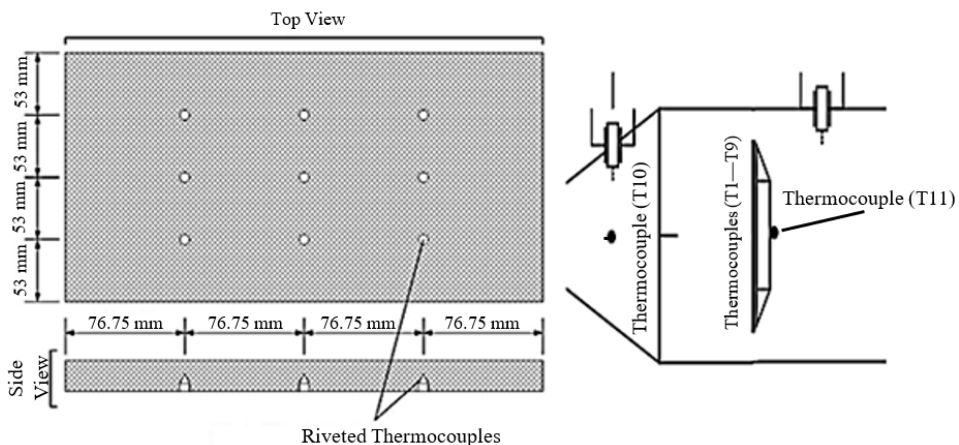 Top View
53 mm
53 mm
53 mm
53 mm
76.75 mm
76.75 mm
76.75 mm
76.75 mm
Side
View
Riveted Thermocouples
Thermocouple (T10)
Thermocouples (T1—T9)
Thermocouple (T11)